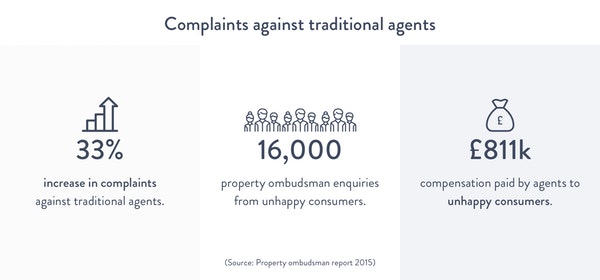 Complaints against traditional agents
33%
increase in complaints
against traditional agents.
16,000
property ombudsman enquiries
from unhappy consumers.
£
£811k
compensation paid by agents to
unhappy consumers.
(Source: Property ombudsman report 2015)